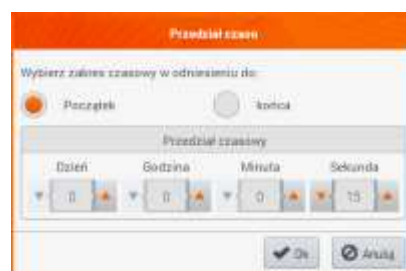 Przedział czasu
Wybierz zakres czasowy w odniesieniu do:
Początek końca
Przedział czasowy
Dzień Godzina Minuta Sekunda
0 0 0 15
Ok Anuluj